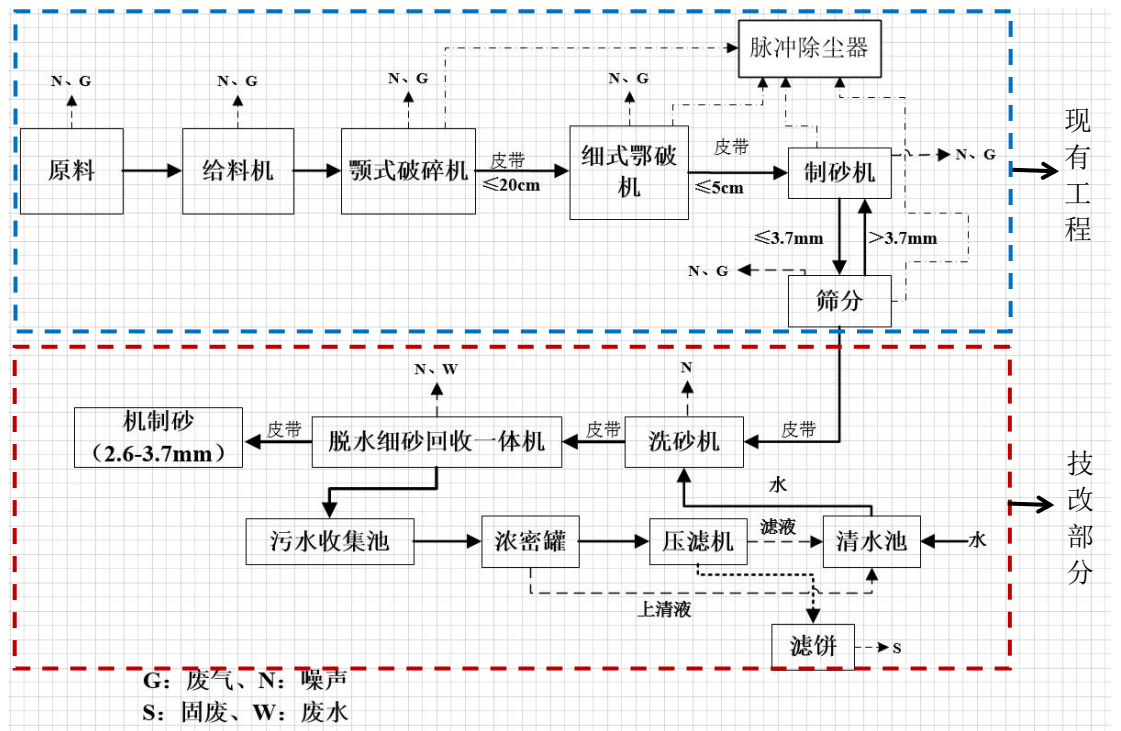 脉冲除尘器
N、G
N、G
N、G
N、G
原料
给料机
颚式破碎机
皮带
≤20cm
细式鄂破
机
皮带
≤5cm
制砂机
N、G
现有工程
≤3.7mm
>3.7mm
N、G
筛分
N、W
N
机制砂
（2.6-3.7mm）
皮带
脱水细砂回收一体机
皮带
洗砂机
皮带
水
技改部分
污水收集池
浓密罐
压滤机
滤液
清水池
水
上清液
滤饼
S
G：废气、N：噪声
S：固废、W：废水